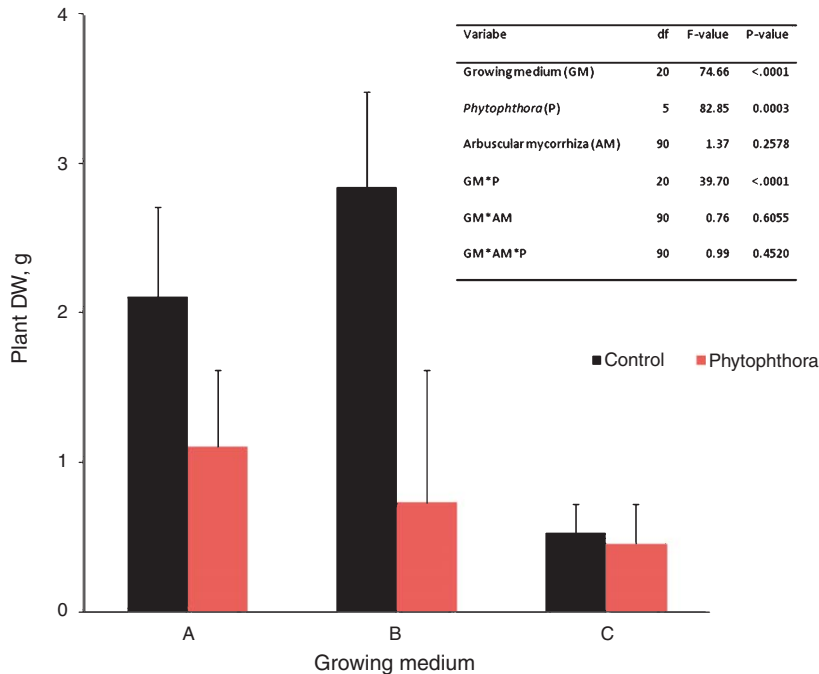 4
3
2
1
0
Plant DW, g
Variabe df F-value P-value
Growing medium (GM) 20 74.66 <.0001
Phytophthora (P) 5 82.85 0.0003
Arbuscular mycorrhiza (AM) 90 1.37 0.2578
GM*P 20 39.70 <.0001
GM*AM 90 0.76 0.6055
GM*AM*P 90 0.99 0.4520
Control Phytophthora
A B C
Growing medium